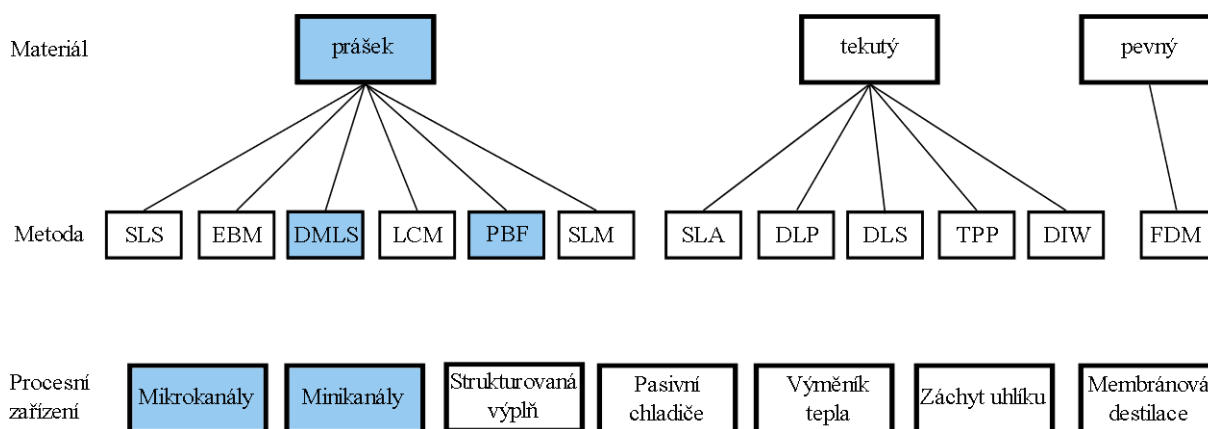 Materiál
prášek
tekutý
pevný
Metoda
SLS
EBM
DMLS
LCM
PBF
SLM
SLA
DLP
DLS
TPP
DIW
FDM
Procesní
zařízení
Mikrokanály
Minikanály
Strukturovaná
výplň
Pasivní
chladiče
Výměník
tepla
Záchyt uhlíku
Membránová
destilace